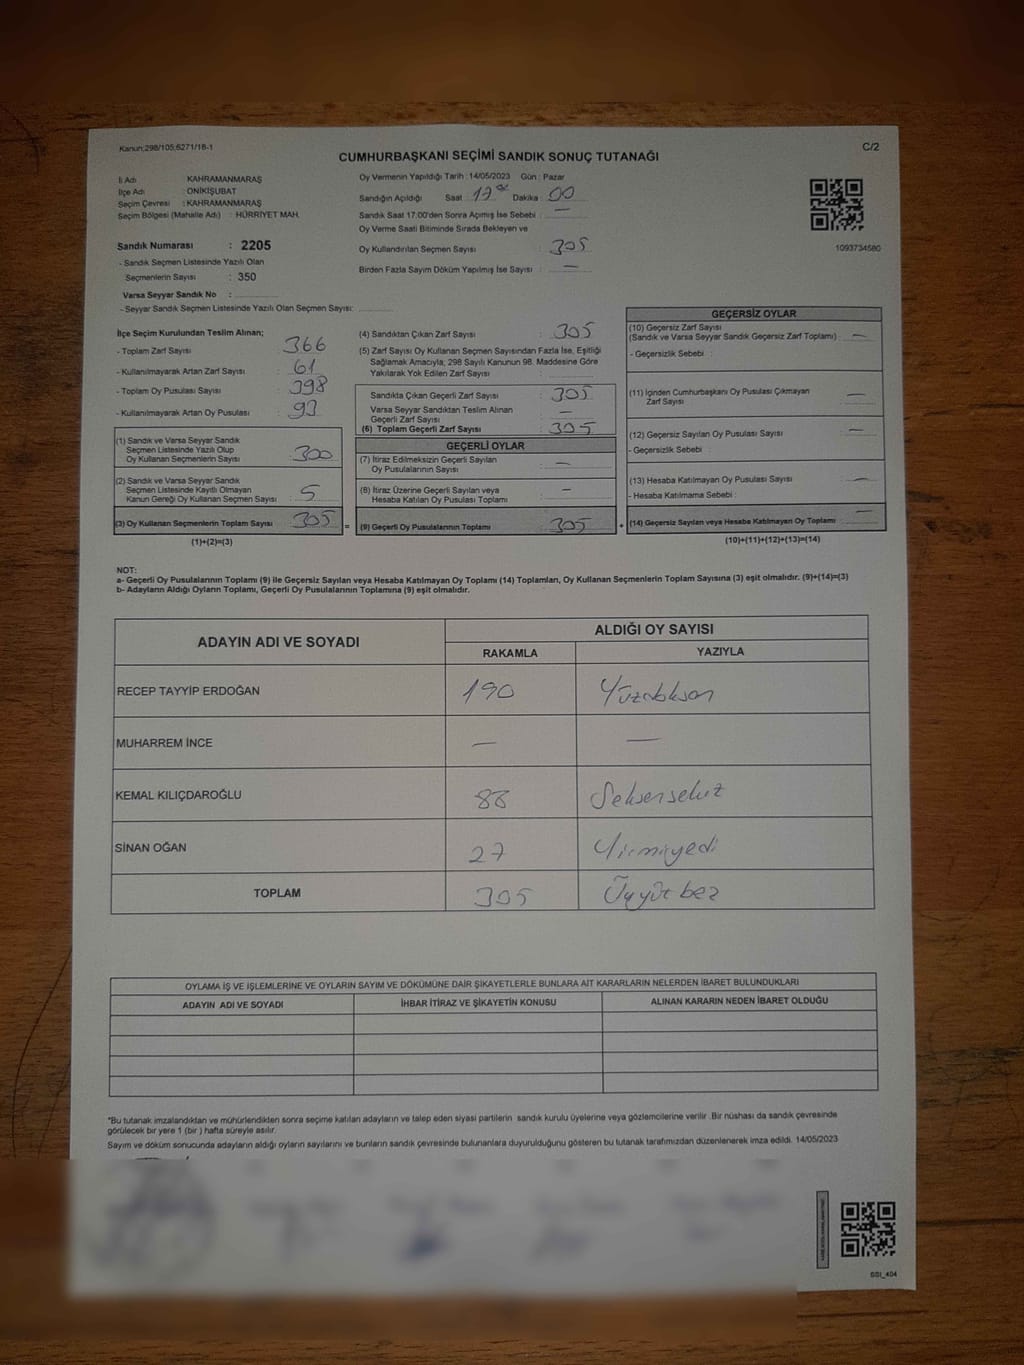 Kanun;298/105;6271/18-1
C/2
CUMHURBAŞKANI SEÇİMİ SANDIK SONUÇ TUTANAĞI
İl Adı KAHRAMANMARAŞ
İlçe Adı : ONİKİŞUBAT
Seçim Çevresi : KAHRAMANMARAŞ
Seçim Bölgesi (Mahalle Adı) : HÜRRİYET MAH.
Sandık Numarası : 2205
- Sandık Seçmen Listesinde Yazılı Olan
Seçmenlerin Sayısı : 350
Varsa Seyyar Sandık No :
- Seyyar Sandık Seçmen Listesinde Yazılı Olan Seçmen Sayısı:
Oy Vermenin Yapıldığı Tarih : 14/05/2023 Gün : Pazar
Sandığın Açıldığı Saat : 17 Dakika : 00
Sandık Saat 17:00'den Sonra Açımış İse Sebebi : —
Oy Verme Saati Bitiminde Sırada Bekleyen ve
Oy Kullandırılan Seçmen Sayısı : 305
Birden Fazla Sayım Döküm Yapılmış İse Sayısı : —
1093734580
İlçe Seçim Kurulundan Teslim Alınan;
- Toplam Zarf Sayısı : 366
- Kullanılmayarak Artan Zarf Sayısı : 61
- Toplam Oy Pusulası Sayısı : 398
- Kullanılmayarak Artan Oy Pusulası : 93
(1) Sandık ve Varsa Seyyar Sandık
Seçmen Listesinde Yazılı Olup
Oy Kullanan Seçmenlerin Sayısı : 300
(2) Sandık ve Varsa Seyyar Sandık
Seçmen Listesinde Kayıtlı Olmayan
Kanun Gereği Oy Kullanan Seçmen Sayısı : 5
(3) Oy Kullanan Seçmenlerin Toplam Sayısı : 305 =
(1)+(2)=(3)
(4) Sandıktan Çıkan Zarf Sayısı : 305
(5) Zarf Sayısı Oy Kullanan Seçmen Sayısından Fazla İse, Eşitliği
Sağlamak Amacıyla; 298 Sayılı Kanunun 98. Maddesine Göre
Yakılarak Yok Edilen Zarf Sayısı :
Sandıkta Çıkan Geçerli Zarf Sayısı : 305
Varsa Seyyar Sandıktan Teslim Alınan
Geçerli Zarf Sayısı : —
(6) Toplam Geçerli Zarf Sayısı : 305
GEÇERLİ OYLAR
(7) İtiraz Edilmeksizin Geçerli Sayılan
Oy Pusulalarının Sayısı : —
(8) İtiraz Üzerine Geçerli Sayılan veya
Hesaba Katılan Oy Pusulası Toplamı : —
(9) Geçerli Oy Pusulalarının Toplamı : 305 +
GEÇERSİZ OYLAR
(10) Geçersiz Zarf Sayısı
(Sandık ve Varsa Seyyar Sandık Geçersiz Zarf Toplamı) : —
- Geçersizlik Sebebi :
(11) İçinden Cumhurbaşkanı Oy Pusulası Çıkmayan
Zarf Sayısı : —
(12) Geçersiz Sayılan Oy Pusulası Sayısı : —
- Geçersizlik Sebebi :
(13) Hesaba Katılmayan Oy Pusulası Sayısı : —
- Hesaba Katılmama Sebebi :
(14) Geçersiz Sayılan veya Hesaba Katılmayan Oy Toplamı : —
(10)+(11)+(12)+(13)=(14)
NOT:
a- Geçerli Oy Pusulalarının Toplamı (9) ile Geçersiz Sayılan veya Hesaba Katılmayan Oy Toplamı (14) Toplamları, Oy Kullanan Seçmenlerin Toplam Sayısına (3) eşit olmalıdır. (9)+(14)=(3)
b- Adayların Aldığı Oyların Toplamı, Geçerli Oy Pusulalarının Toplamına (9) eşit olmalıdır.
ADAYIN ADI VE SOYADI
ALDIĞI OY SAYISI
RAKAMLA YAZIYLA
RECEP TAYYİP ERDOĞAN 190 Yüzdoksan
MUHARREM İNCE — —
KEMAL KILIÇDAROĞLU 88 Seksensekiz
SİNAN OĞAN 27 Yirmiyedi
TOPLAM 305 Üçyüzbeş
OYLAMA İŞ VE İŞLEMLERİNE VE OYLARIN SAYIM VE DÖKÜMÜNE DAİR ŞİKAYETLERLE BUNLARA AİT KARARLARIN NELERDEN İBARET BULUNDUKLARI
ADAYIN ADI VE SOYADI İHBAR İTİRAZ VE ŞİKAYETİN KONUSU ALINAN KARARIN NEDEN İBARET OLDUĞU
*Bu tutanak imzalandıktan ve mühürlendikten sonra seçime katılan adayların ve talep eden siyasi partilerin sandık kurulu üyelerine veya gözlemcilerine verilir .Bir nüshası da sandık çevresinde
görülecek bir yere 1 (bir ) hafta süreyle asılır.
Sayım ve döküm sonucunda adayların aldığı oyların sayılarını ve bunların sandık çevresinde bulunanlara duyurulduğunu gösteren bu tutanak tarafımızdan düzenlenerek imza edildi. 14/05/2023
SSI_404